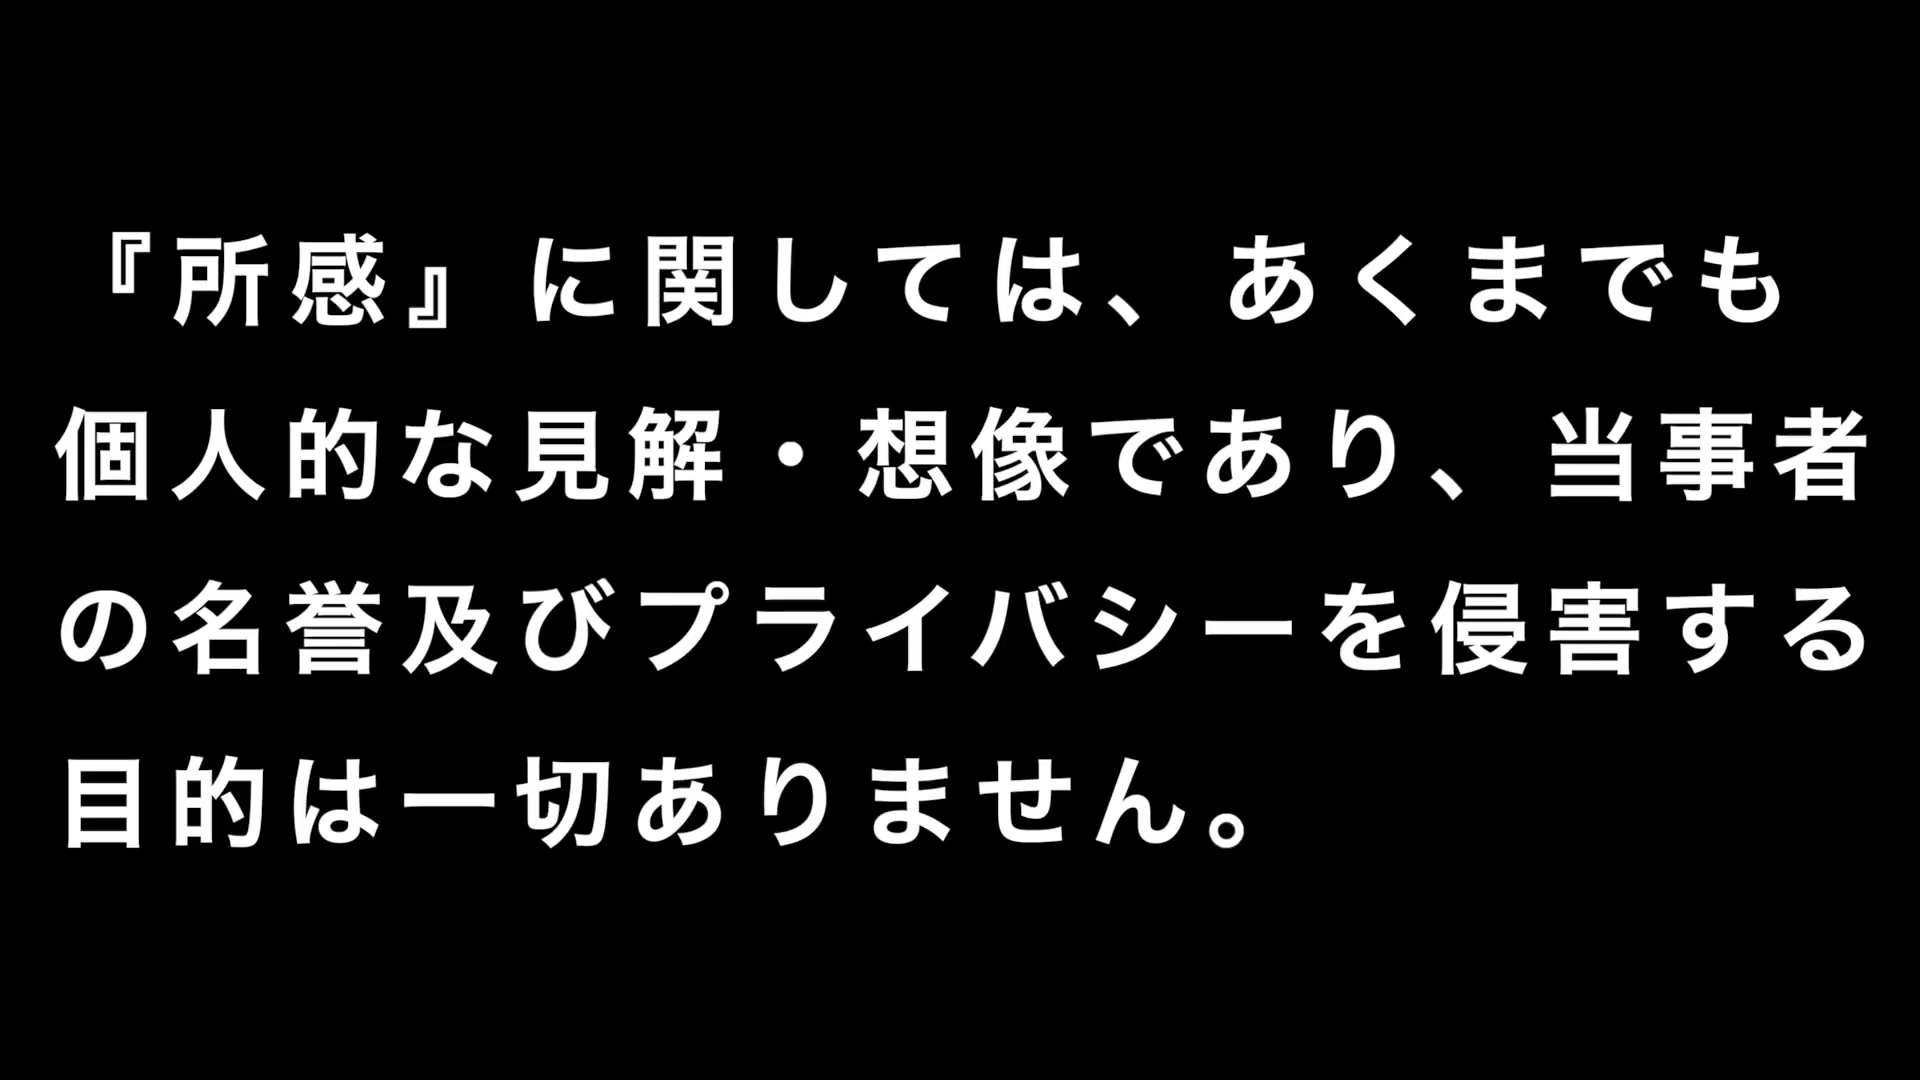 『所感』に関しては、あくまでも
個人的な見解・想像であり、当事者
の名誉及びプライバシーを侵害する
目的は一切ありません。